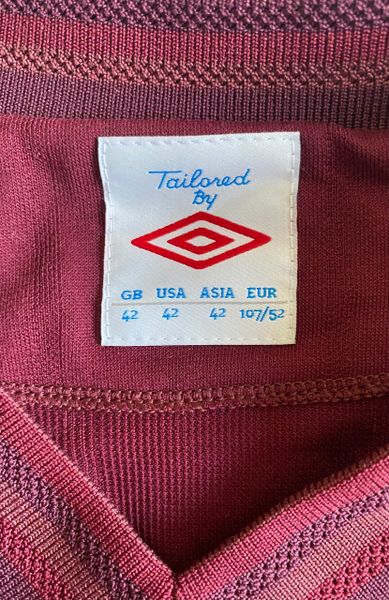 Tailored
By
GB USA ASIA EUR
42 42 42 107/52